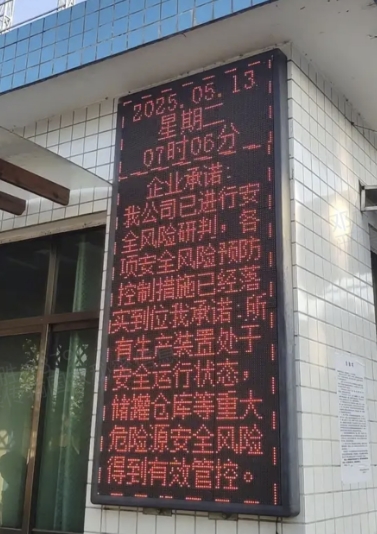 2025.05.13
星期二
07时06分
企业承诺:
我公司已进行安
全风险研判，各
项安全风险预防
控制措施已经落
实到位我承诺:所
有生产装置处于
安全运行状态，
储罐仓库等重大
危险源安全风险
得到有效管控。